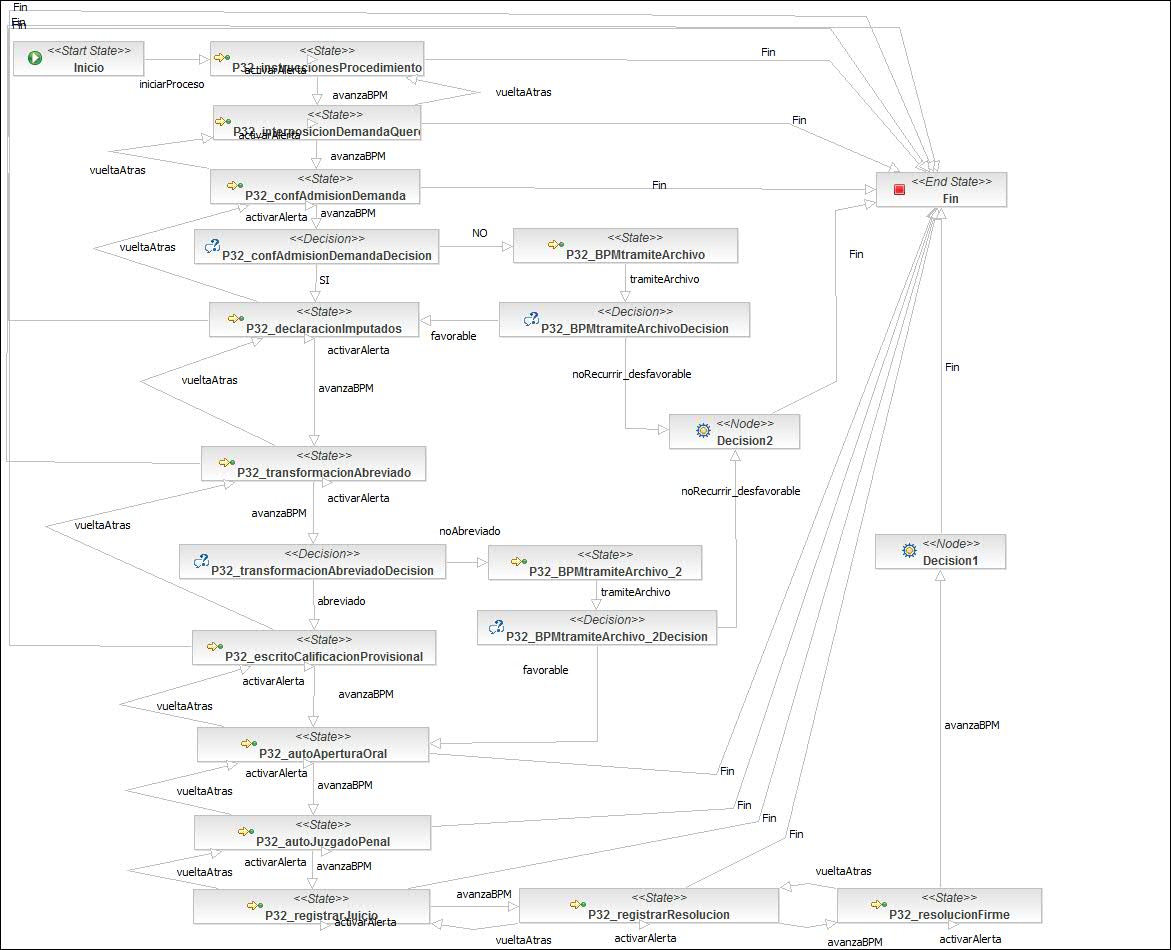 Fin
Fin
Fin
<<Start State>>
Inicio
iniciarProceso
<<State>>
P32_instruccionesProcedimiento
activarAlerta
Fin
avanzaBPM
vueltaAtras
<<State>>
P32_interposicionDemandaQuere
activarAlerta
Fin
avanzaBPM
vueltaAtras
<<State>>
P32_confAdmisionDemanda
Fin
<<End State>>
Fin
activarAlerta
avanzaBPM
vueltaAtras
<<Decision>>
P32_confAdmisionDemandaDecision
NO
<<State>>
P32_BPMtramiteArchivo
Fin
SI
tramiteArchivo
<<State>>
P32_declaracionImputados
favorable
<<Decision>>
P32_BPMtramiteArchivoDecision
activarAlerta
vueltaAtras
avanzaBPM
noRecurrir_desfavorable
Fin
<<Node>>
Decision2
<<State>>
P32_transformacionAbreviado
activarAlerta
noRecurrir_desfavorable
avanzaBPM
vueltaAtras
noAbreviado
<<Decision>>
P32_transformacionAbreviadoDecision
<<State>>
P32_BPMtramiteArchivo_2
<<Node>>
Decision1
abreviado
tramiteArchivo
<<Decision>>
P32_BPMtramiteArchivo_2Decision
<<State>>
P32_escritoCalificacionProvisional
favorable
activarAlerta
avanzaBPM
vueltaAtras
avanzaBPM
<<State>>
P32_autoAperturaOral
Fin
activarAlerta
avanzaBPM
vueltaAtras
Fin
<<State>>
P32_autoJuzgadoPenal
Fin
Fin
activarAlerta
avanzaBPM
vueltaAtras
vueltaAtras
<<State>>
P32_registrarJuicio
activarAlerta
avanzaBPM
<<State>>
P32_registrarResolucion
<<State>>
P32_resolucionFirme
vueltaAtras
activarAlerta
avanzaBPM
activarAlerta